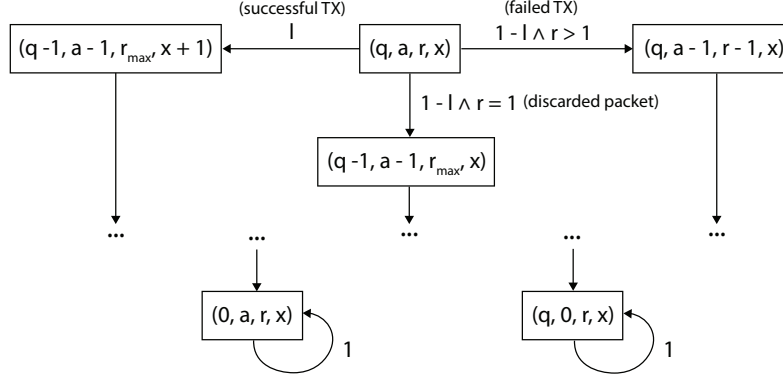 (successful TX)
(failed TX)
l
1 - l ∧ r > 1
(q -1, a - 1, r_max, x + 1)
(q, a, r, x)
(q, a - 1, r - 1, x)
1 - l ∧ r = 1 (discarded packet)
(q -1, a - 1, r_max, x)
...
...
...
...
...
(0, a, r, x)
(q, 0, r, x)
1
1